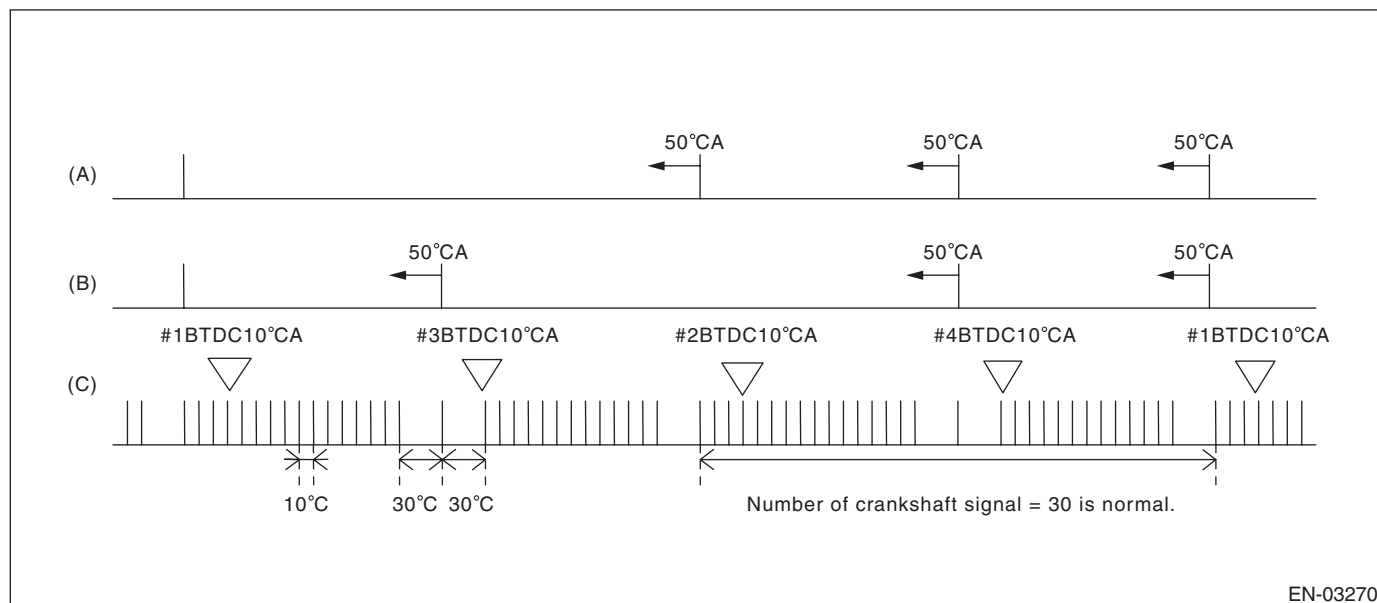 50°CA 50°CA 50°CA
(A)
50°CA 50°CA 50°CA
(B)
#1BTDC10°CA #3BTDC10°CA #2BTDC10°CA #4BTDC10°CA #1BTDC10°CA
(C)
10°C 30°C 30°C Number of crankshaft signal = 30 is normal.
EN-03270